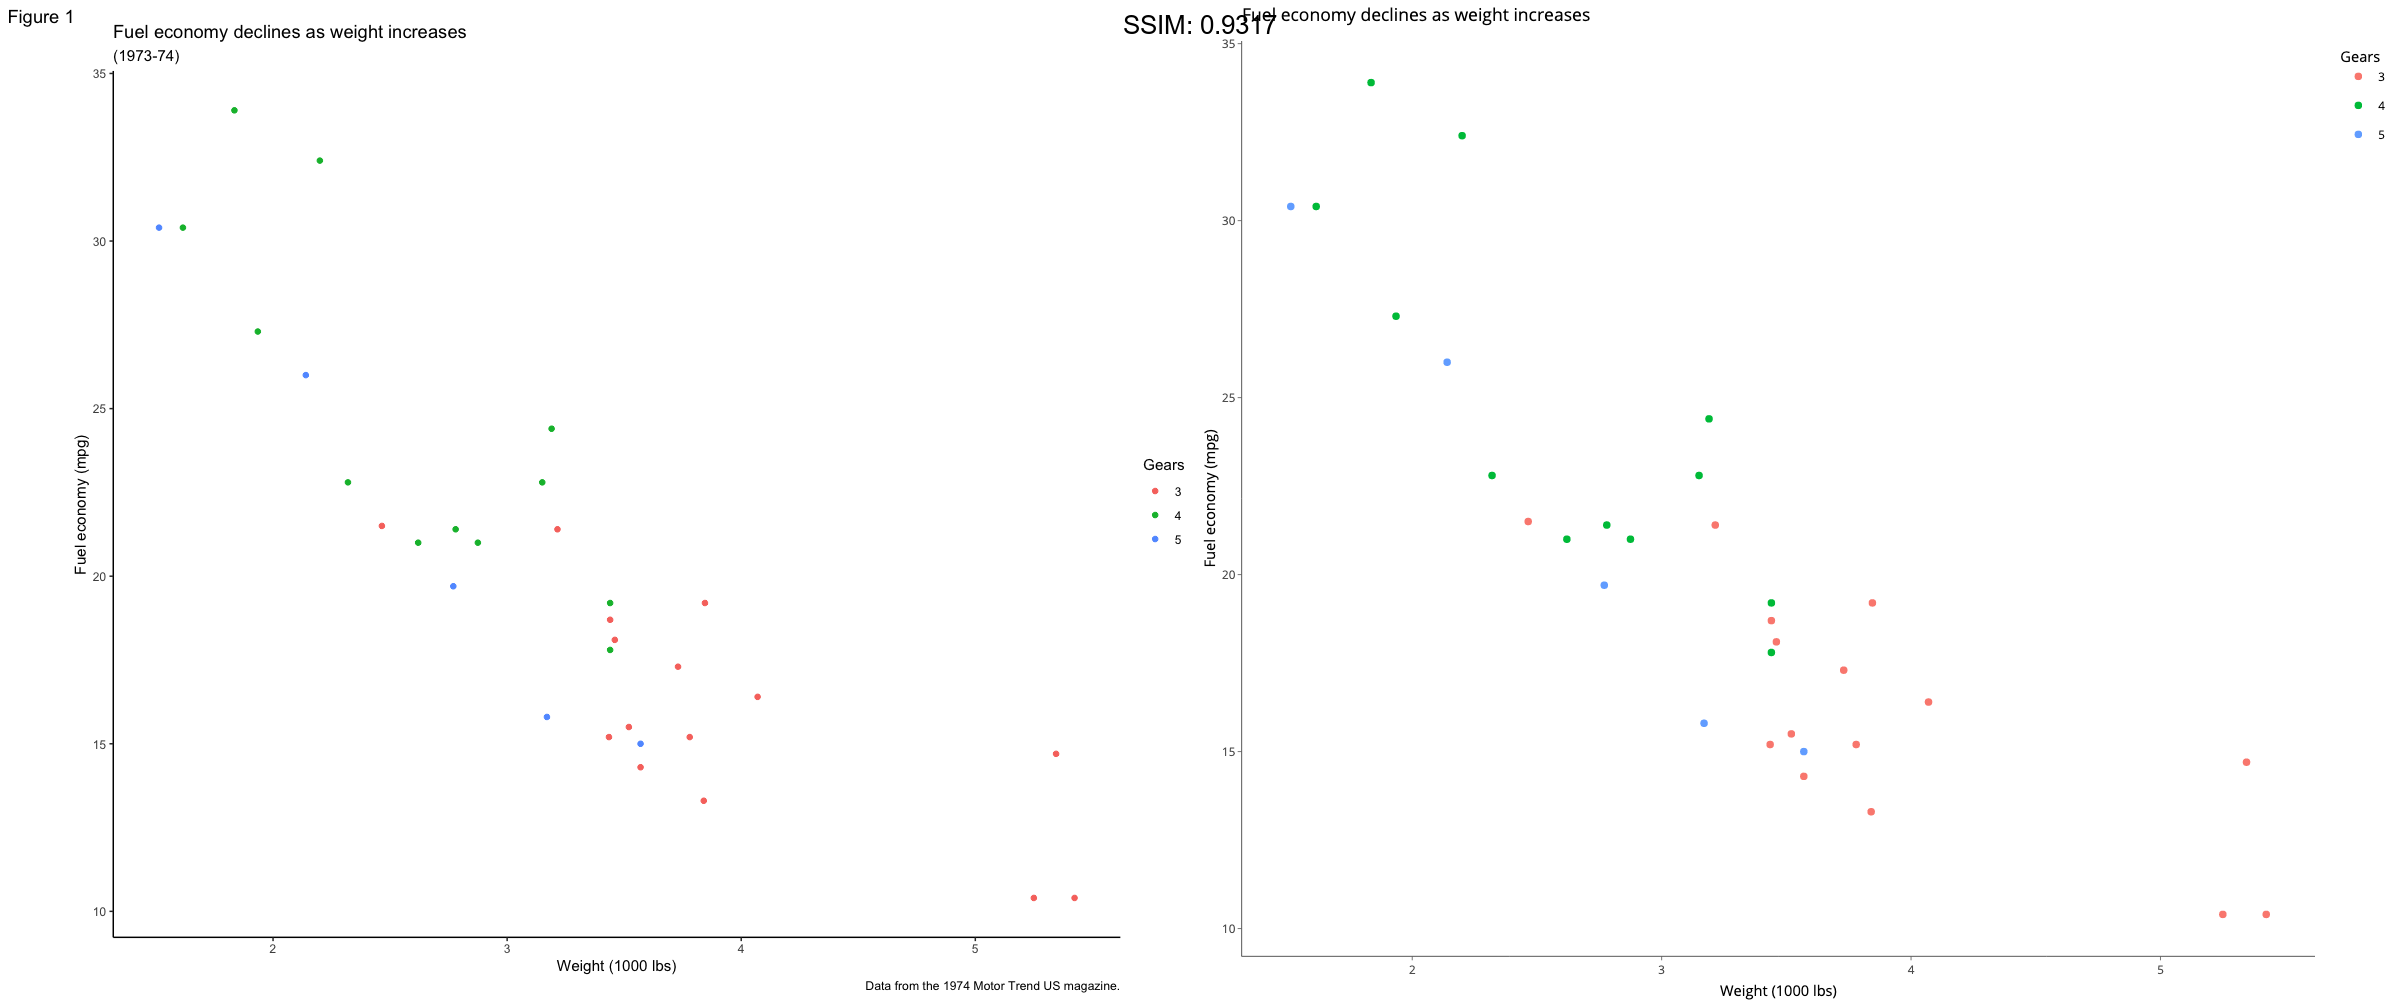 Figure 1
SSIM: 0.9317
Fuel economy declines as weight increases
(1973-74)
35
30
25
20
15
10
Fuel economy (mpg)
2
3
4
5
Weight (1000 lbs)
Data from the 1974 Motor Trend US magazine.
Gears
3
4
5
Fuel economy declines as weight increases
35
30
25
20
15
10
Fuel economy (mpg)
2
3
4
5
Weight (1000 lbs)
Gears
3
4
5